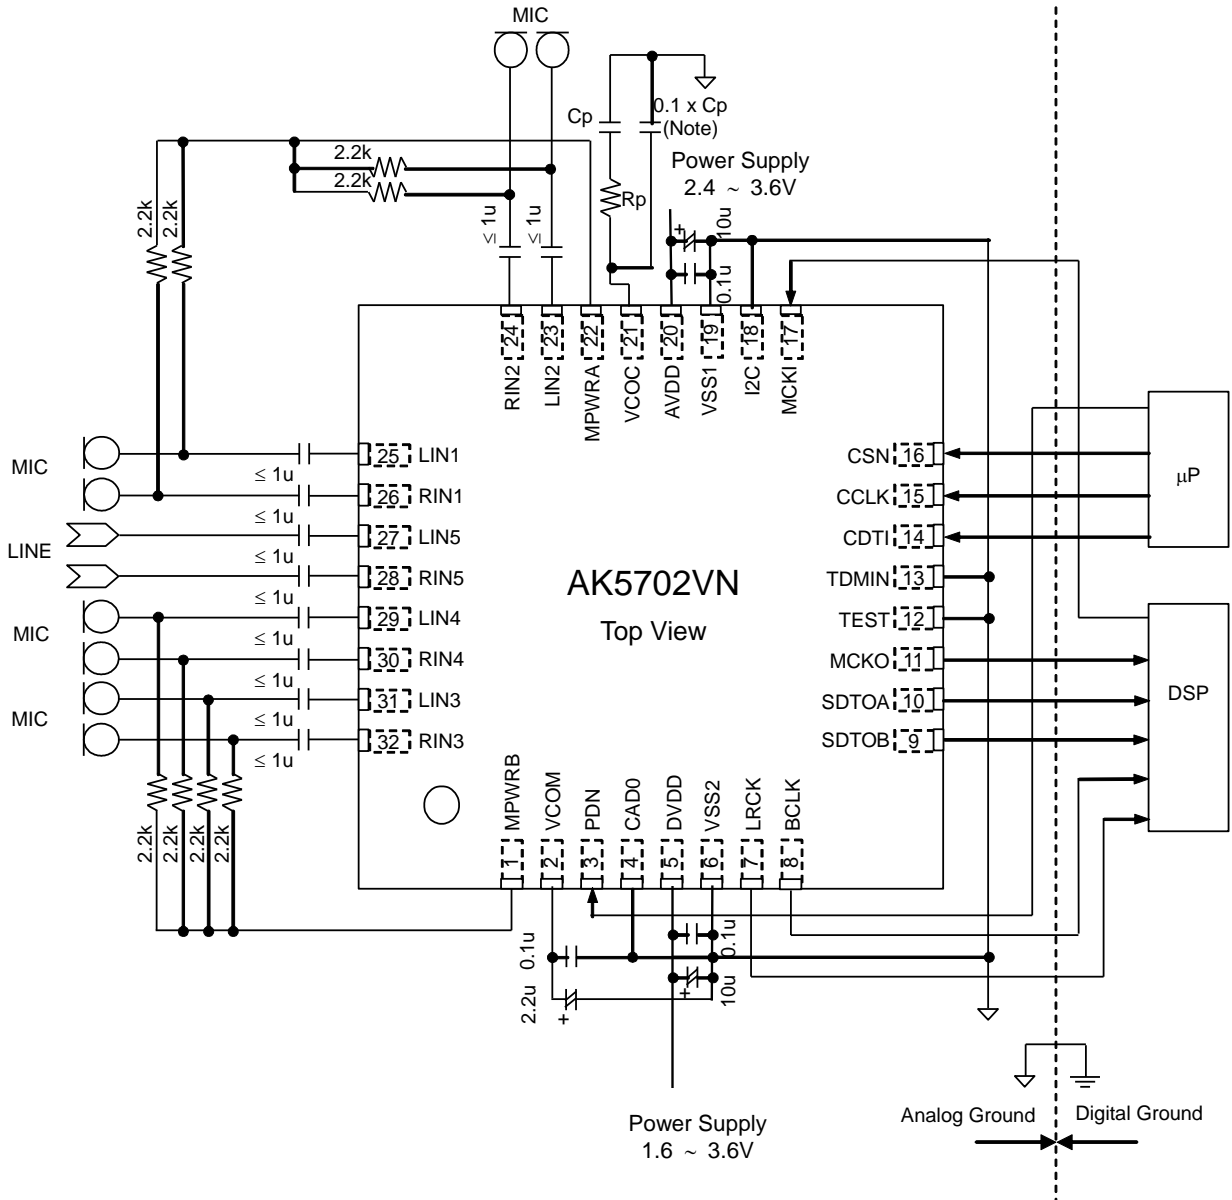 MIC
Cp
0.1 x Cp
(Note)
2.2k
2.2k
Power Supply
2.4 ~ 3.6V
Rp
2.2k
2.2k
≤ 1u
≤ 1u
10u
0.1u
24
23
22
21
20
19
18
17
RIN2
LIN2
MPWRA
VCOC
AVDD
VSS1
I2C
MCKI
MIC
25 LIN1
≤ 1u
26 RIN1
≤ 1u
LINE
27 LIN5
≤ 1u
28 RIN5
≤ 1u
MIC
29 LIN4
≤ 1u
30 RIN4
≤ 1u
MIC
31 LIN3
≤ 1u
32 RIN3
≤ 1u
AK5702VN
Top View
CSN 16
CCLK 15
CDTI 14
TDMIN 13
TEST 12
MCKO 11
SDTOA 10
SDTOB 9
μP
DSP
2.2k
2.2k
2.2k
2.2k
MPWRB
VCOM
PDN
CAD0
DVDD
VSS2
LRCK
BCLK
1
2
3
4
5
6
7
8
0.1u
2.2u
+
+
0.1u
10u
+
Power Supply
1.6 ~ 3.6V
Analog Ground
Digital Ground